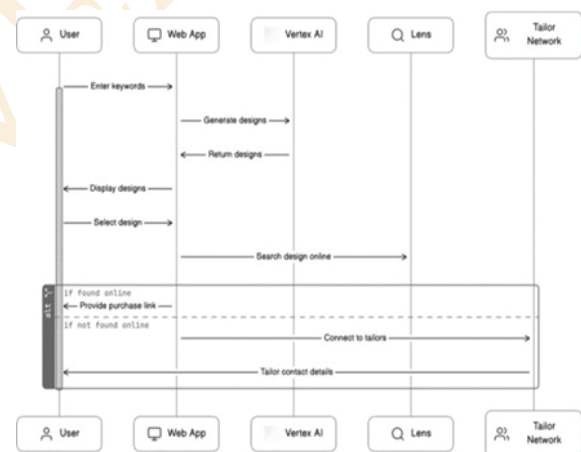 User
Web App
Vertex AI
Lens
Tailor
Network
Enter keywords
Generate designs
Return designs
Display designs
Select design
Search design online
alt
if found online
Provide purchase link
if not found online
Connect to tailors
Tailor contact details
User
Web App
Vertex AI
Lens
Tailor
Network